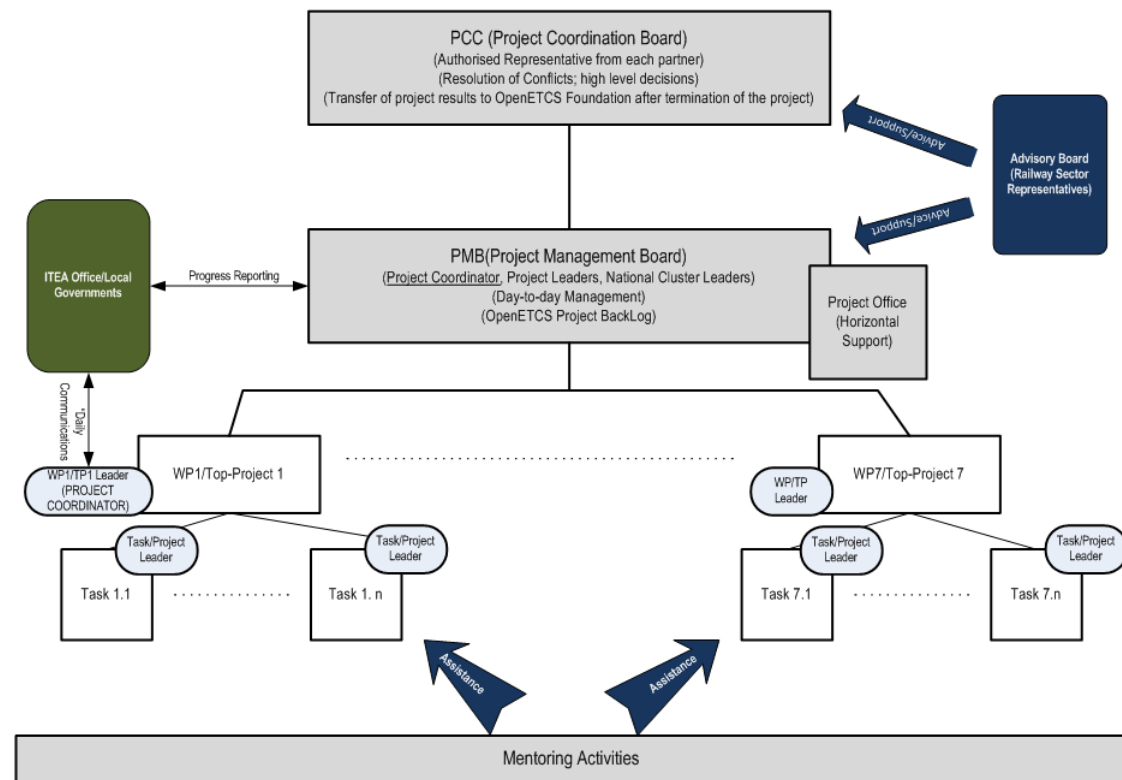 PCC (Project Coordination Board)
(Authorised Representative from each partner)
(Resolution of Conflicts; high level decisions)
(Transfer of project results to OpenETCS Foundation after termination of the project)
Advice/Support
Advisory Board
(Railway Sector
Representatives)
Advice/Support
ITEA Office/Local
Governments
Progress Reporting
PMB(Project Management Board)
(Project Coordinator, Project Leaders, National Cluster Leaders)
(Day-to-day Management)
(OpenETCS Project BackLog)
Project Office
(Horizontal
Support)
"Daily
Communications
WP1/TP1 Leader
(PROJECT
COORDINATOR)
WP1/Top-Project 1
WP/TP
Leader
WP7/Top-Project 7
Task/Project
Leader
Task 1.1
Task/Project
Leader
Task 1. n
Task/Project
Leader
Task 7.1
Task/Project
Leader
Task 7.n
Assistance
Assistance
Mentoring Activities